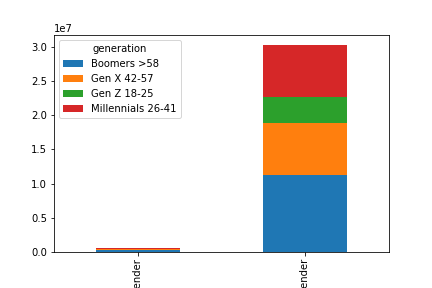 1e7
3.0
2.5
2.0
1.5
1.0
0.5
0.0
generation
Boomers >58
Gen X 42-57
Gen Z 18-25
Millennials 26-41
ender
ender